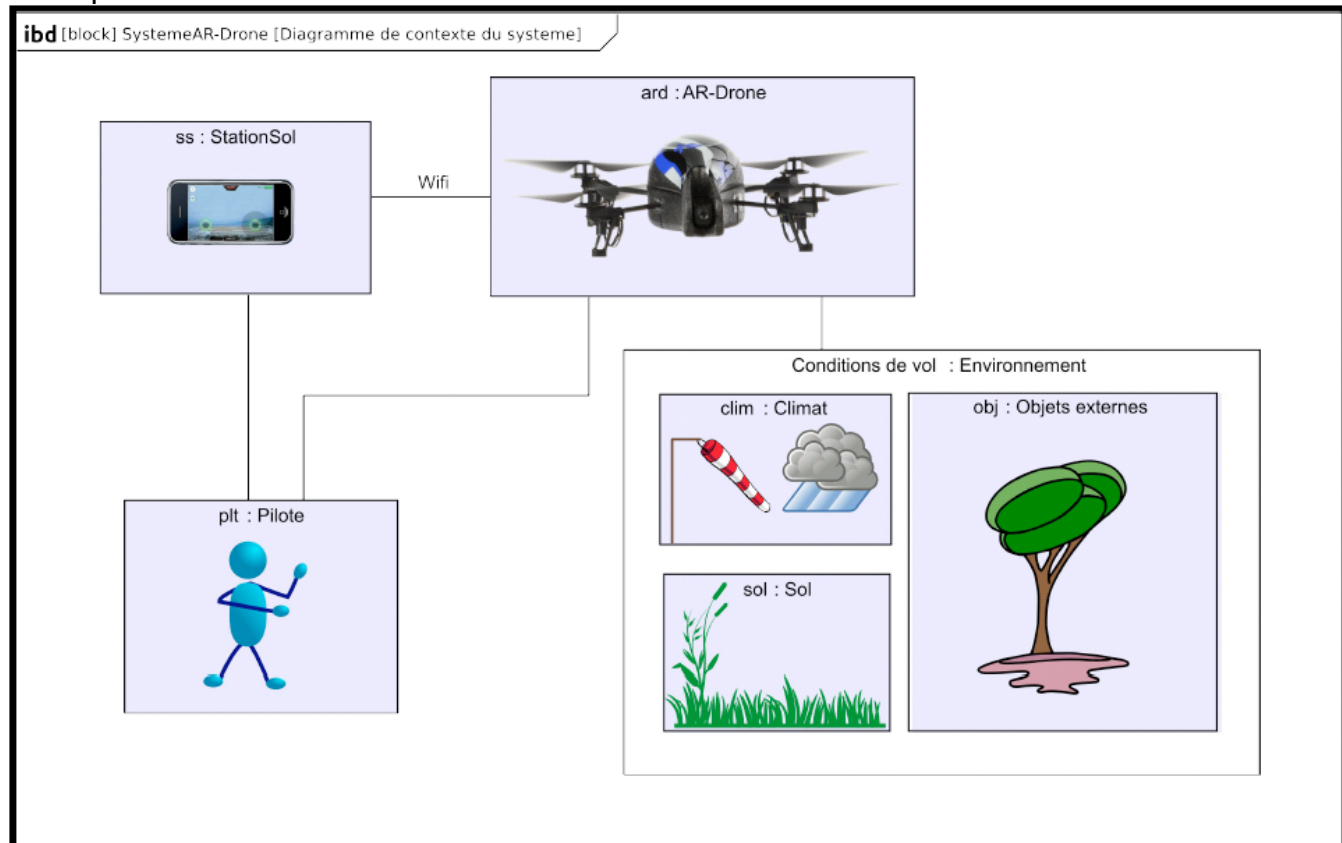 ibd [block] SystemeAR-Drone [Diagramme de contexte du systeme]
ard : AR-Drone
ss : StationSol
Wifi
Conditions de vol : Environnement
clim : Climat
obj : Objets externes
plt : Pilote
sol : Sol